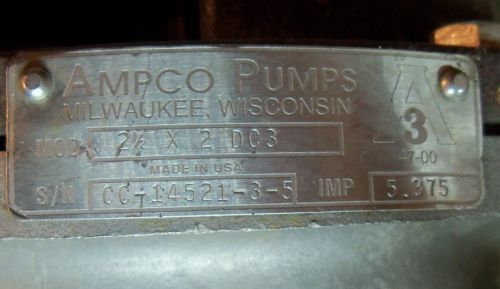 AMPCO PUMPS
MILWAUKEE, WISCONSIN
A
3
47-00
MOD. 2½ X 2 DC3
MADE IN USA
S/N CC-14521-3-5 IMP 5.375